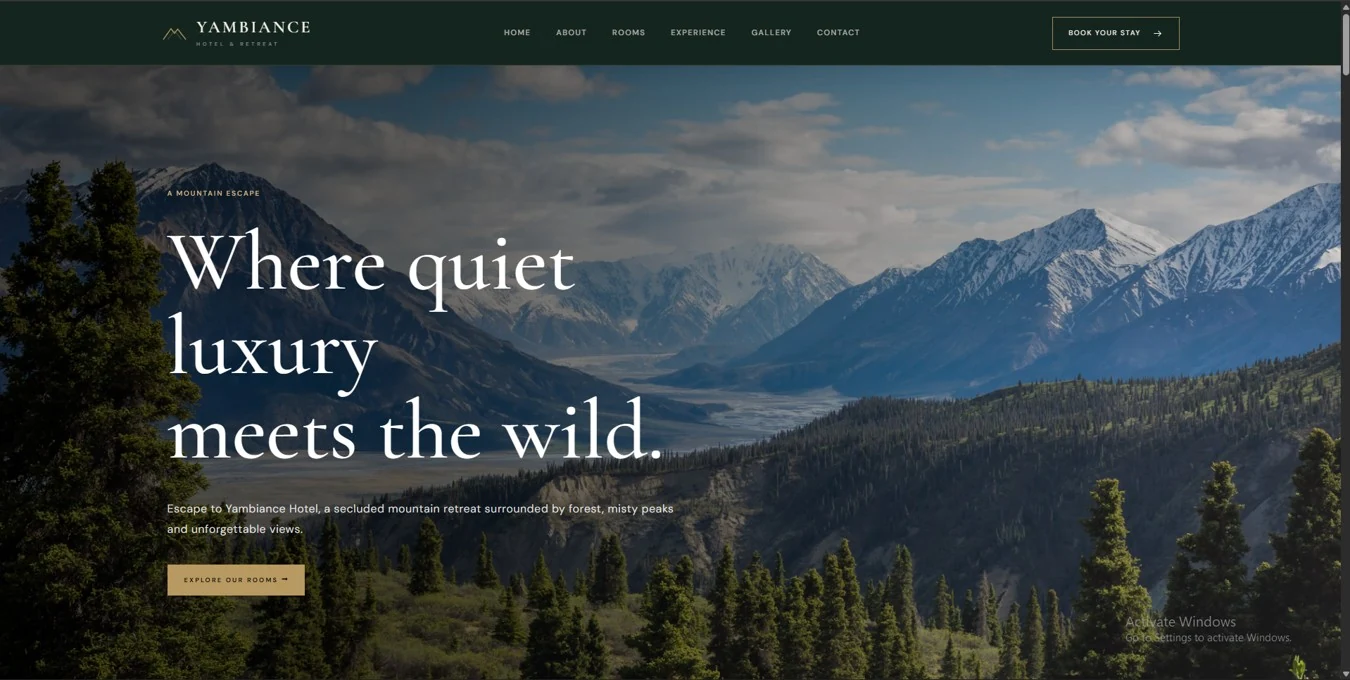 YAMBIANCE
HOTEL & RETREAT
HOME ABOUT ROOMS EXPERIENCE GALLERY CONTACT
BOOK YOUR STAY →
A MOUNTAIN ESCAPE
Where quiet
luxury
meets the wild.
Escape to Yambiance Hotel, a secluded mountain retreat surrounded by forest, misty peaks
and unforgettable views.
EXPLORE OUR ROOMS →
Activate Windows
Go to Settings to activate Windows.